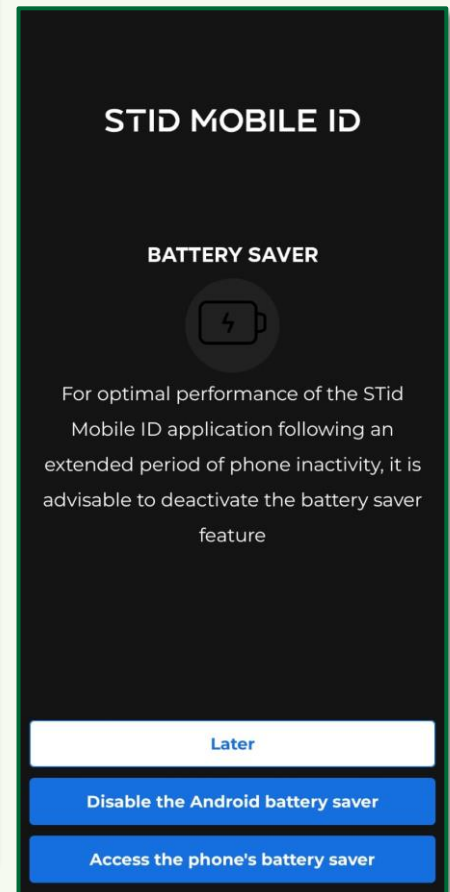 STID MOBILE ID
BATTERY SAVER
For optimal performance of the STid
Mobile ID application following an
extended period of phone inactivity, it is
advisable to deactivate the battery saver
feature
Later
Disable the Android battery saver
Access the phone's battery saver